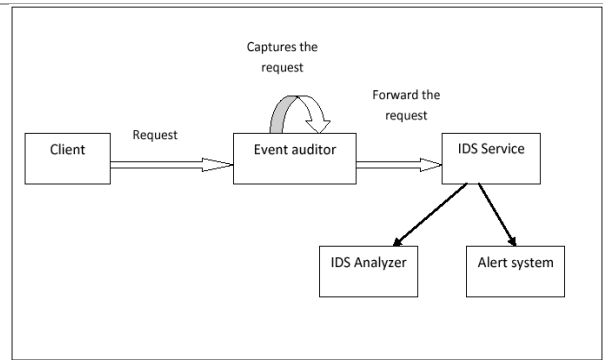 Captures the
request
Forward the
request
Request
Client
Event auditor
IDS Service
IDS Analyzer
Alert system